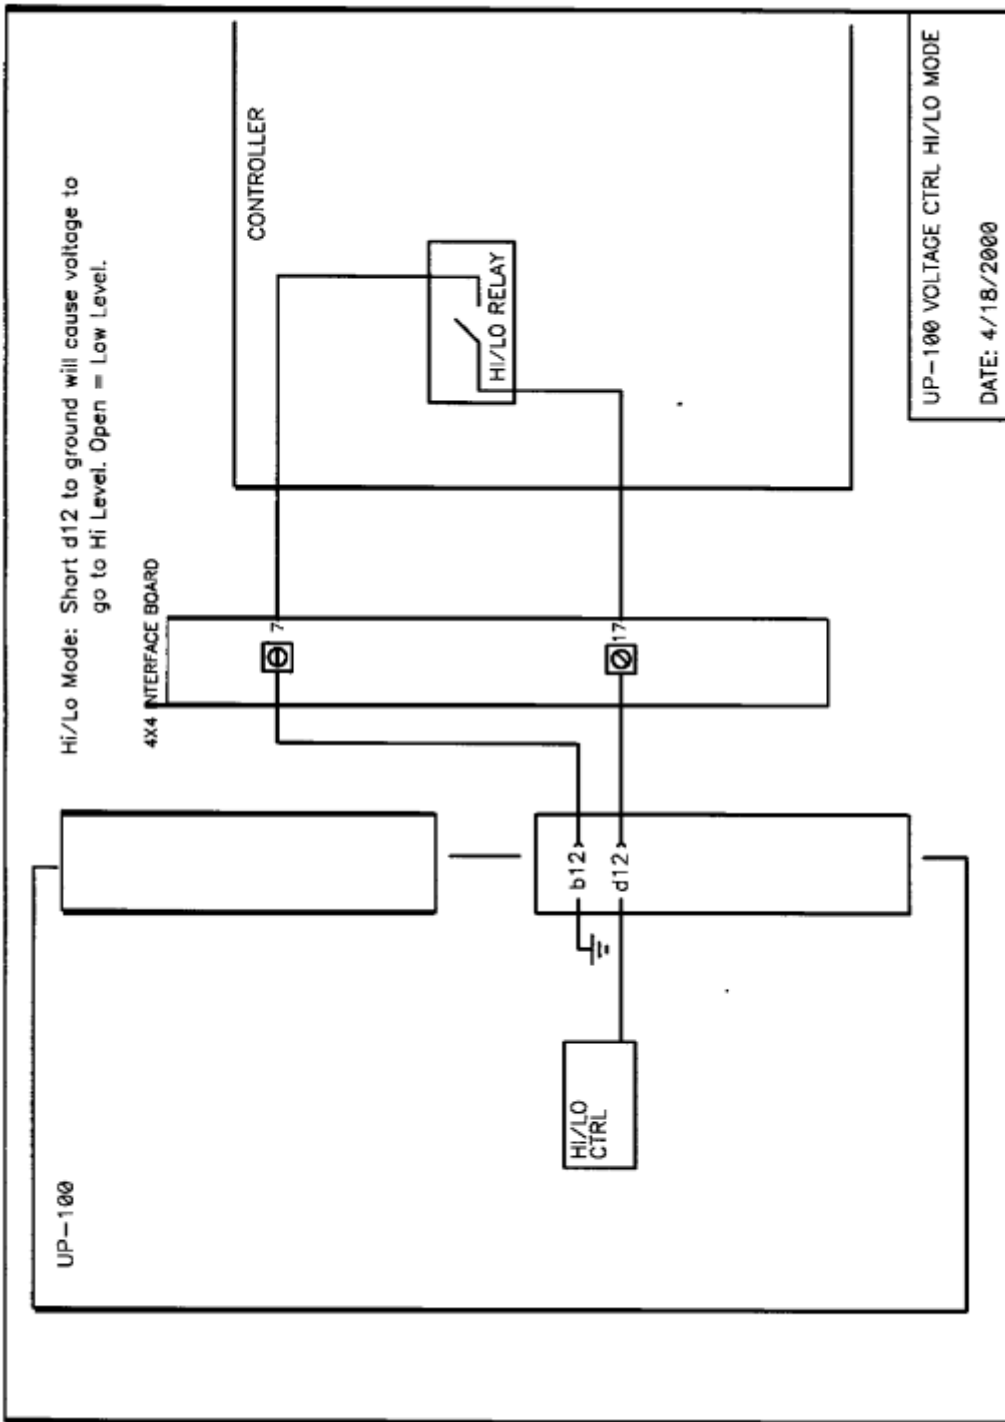 Hi/Lo Mode: Short d12 to ground will cause voltage to
go to Hi Level. Open = Low Level.
UP-100
4X4 INTERFACE BOARD
CONTROLLER
7
HI/LO RELAY
b12
d12
17
HI/LO
CTRL
UP-100 VOLTAGE CTRL HI/LO MODE
DATE: 4/18/2000